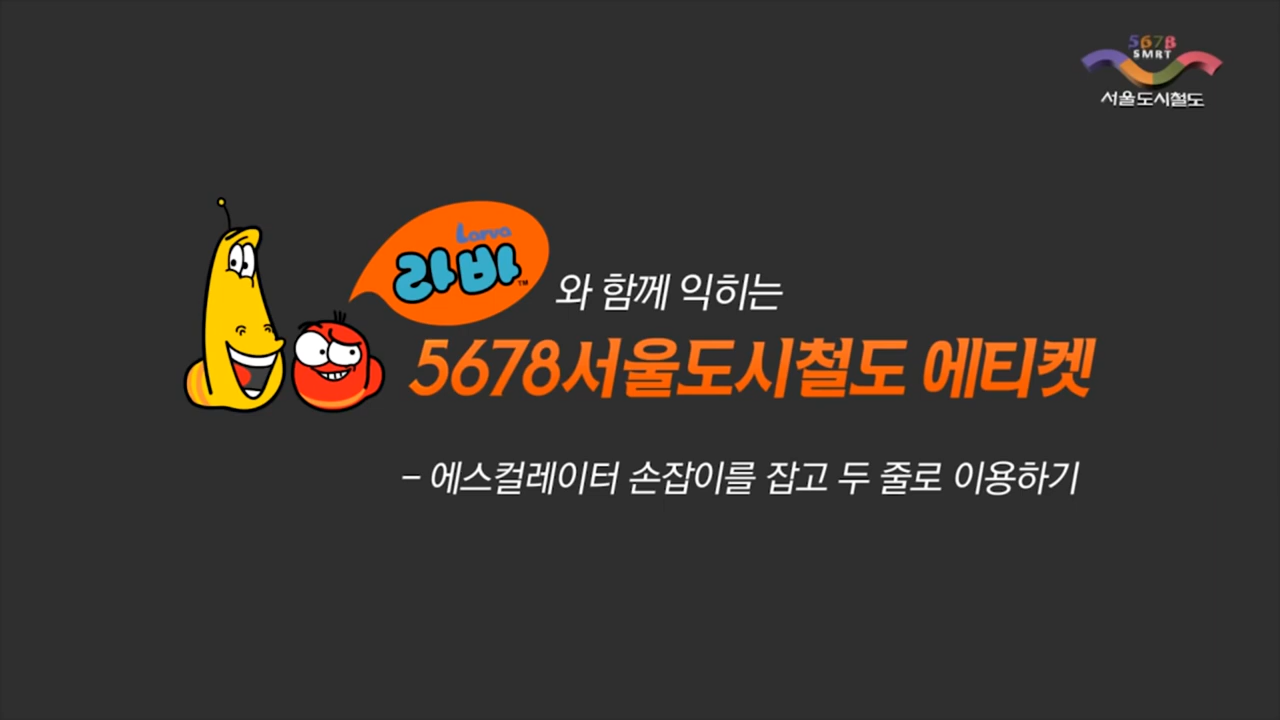 5678
SMRT
서울도시철도
Larva
라바™
와 함께 익히는
5678서울도시철도 에티켓
– 에스컬레이터 손잡이를 잡고 두 줄로 이용하기